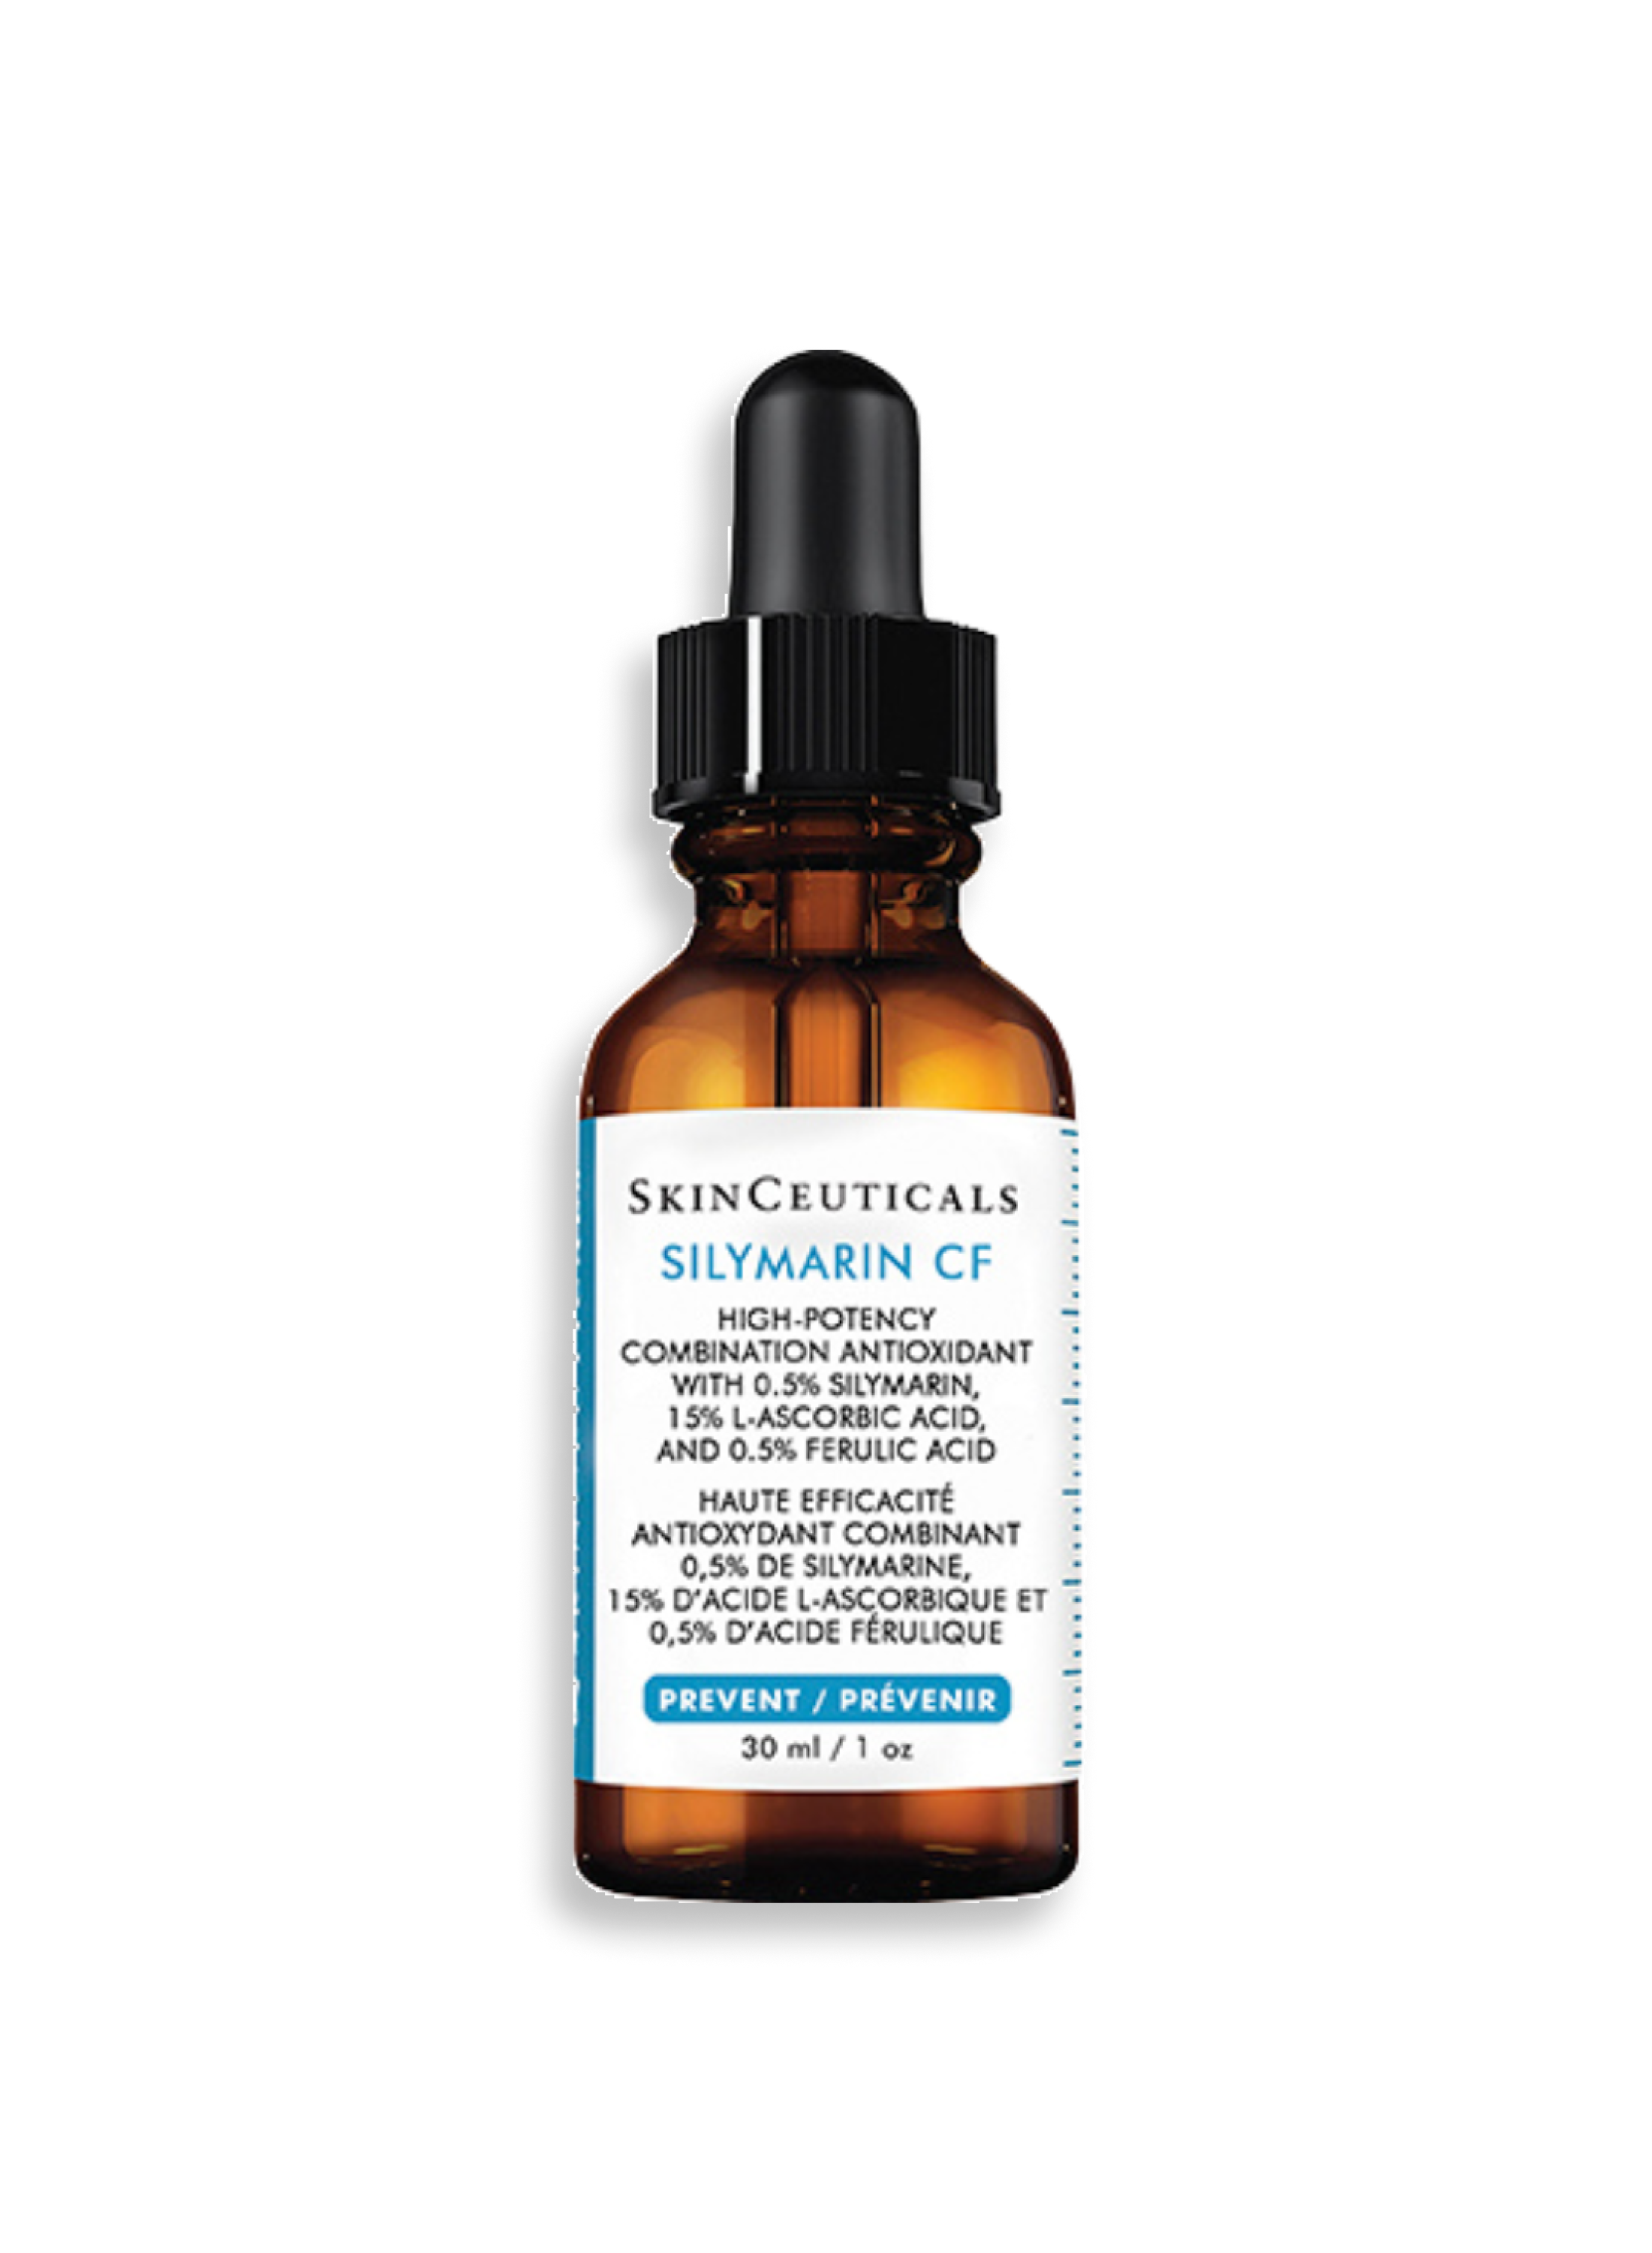 SKINCEUTICALS
SILYMARIN CF
HIGH-POTENCY
COMBINATION ANTIOXIDANT
WITH 0.5% SILYMARIN,
15% L-ASCORBIC ACID,
AND 0.5% FERULIC ACID
HAUTE EFFICACITÉ
ANTIOXYDANT COMBINANT
0,5% DE SILYMARINE,
15% D'ACIDE L-ASCORBIQUE ET
0,5% D'ACIDE FÉRULIQUE
PREVENT / PRÉVENIR
30 ml / 1 oz